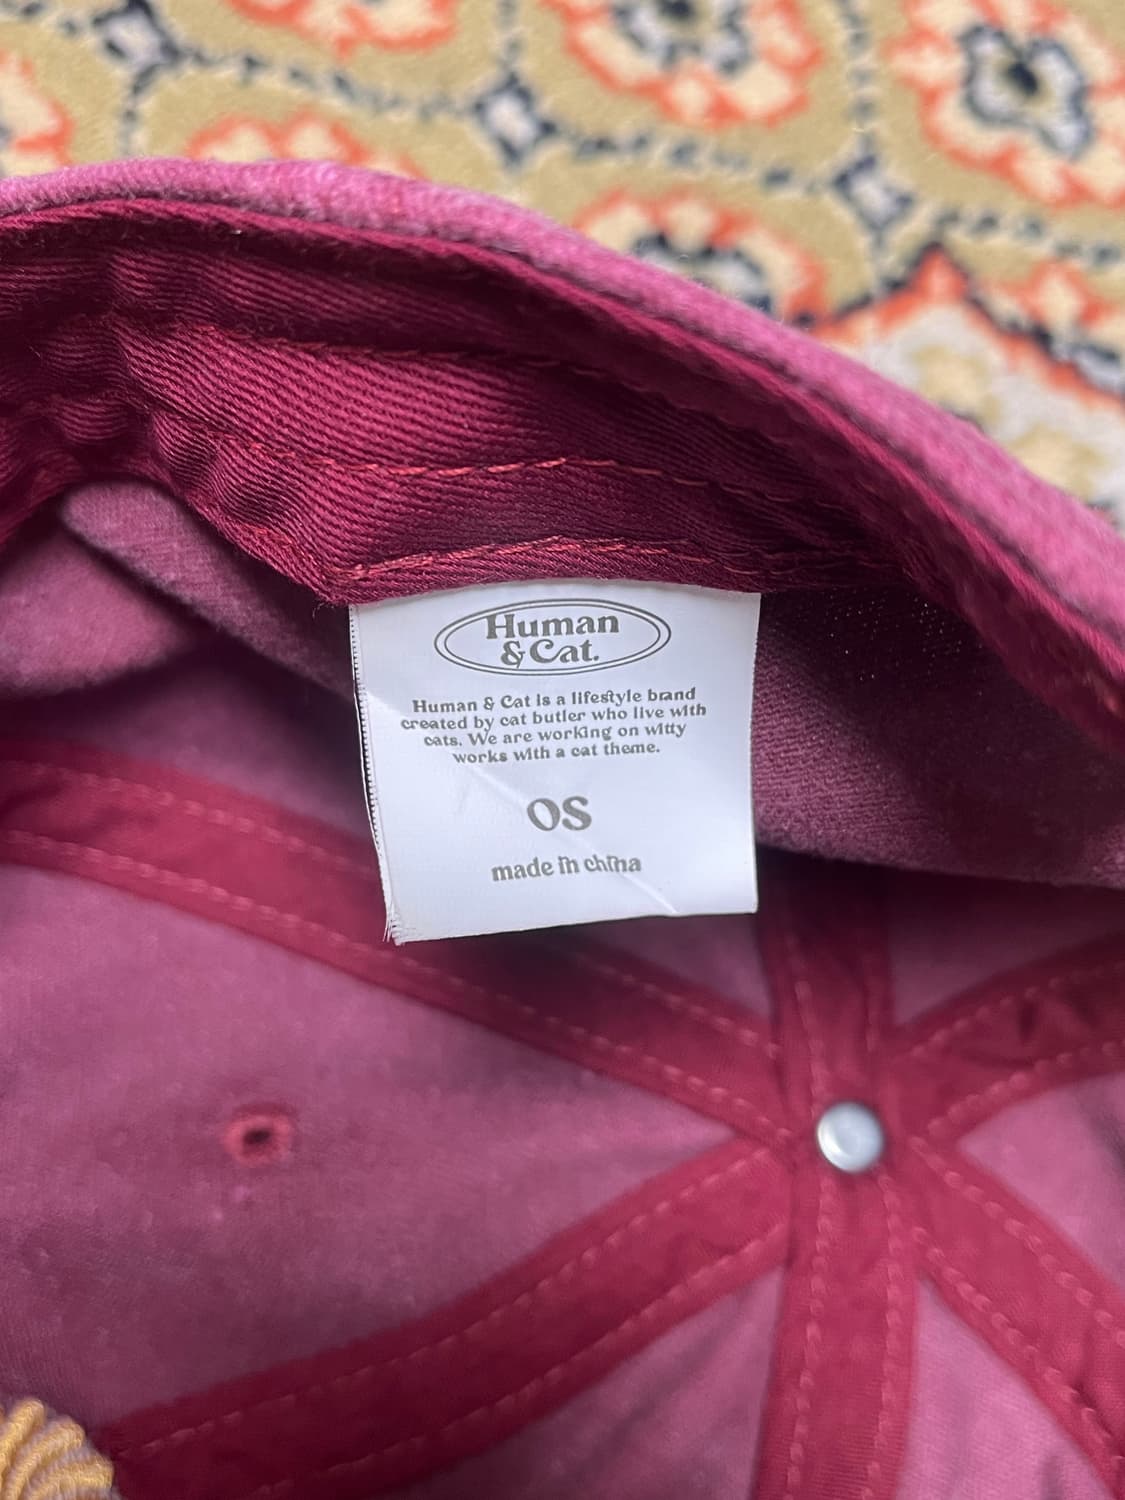 Human
& Cat.
Human & Cat is a lifestyle brand
created by cat butler who live with
cats. We are working on witty
works with a cat theme.
OS
made in china